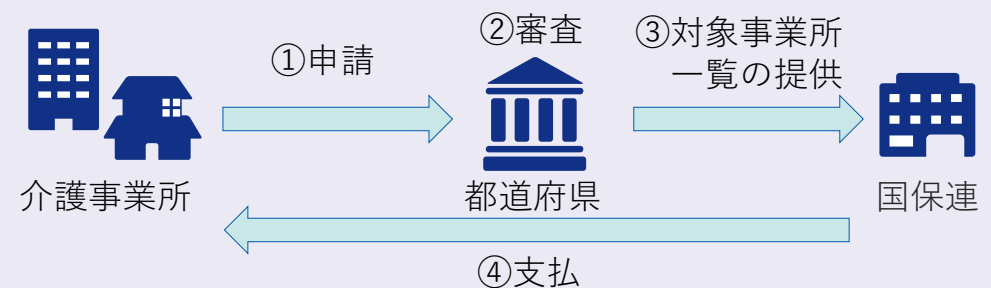 ①申請
②審査
③対象事業所
一覧の提供
介護事業所
都道府県
国保連
④支払